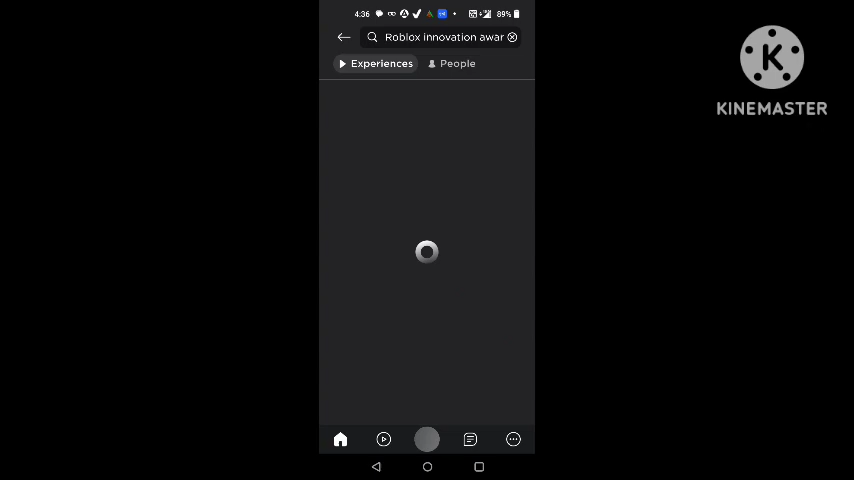 4:36 89%
Roblox innovation awar
Experiences People
K
KINEMASTER